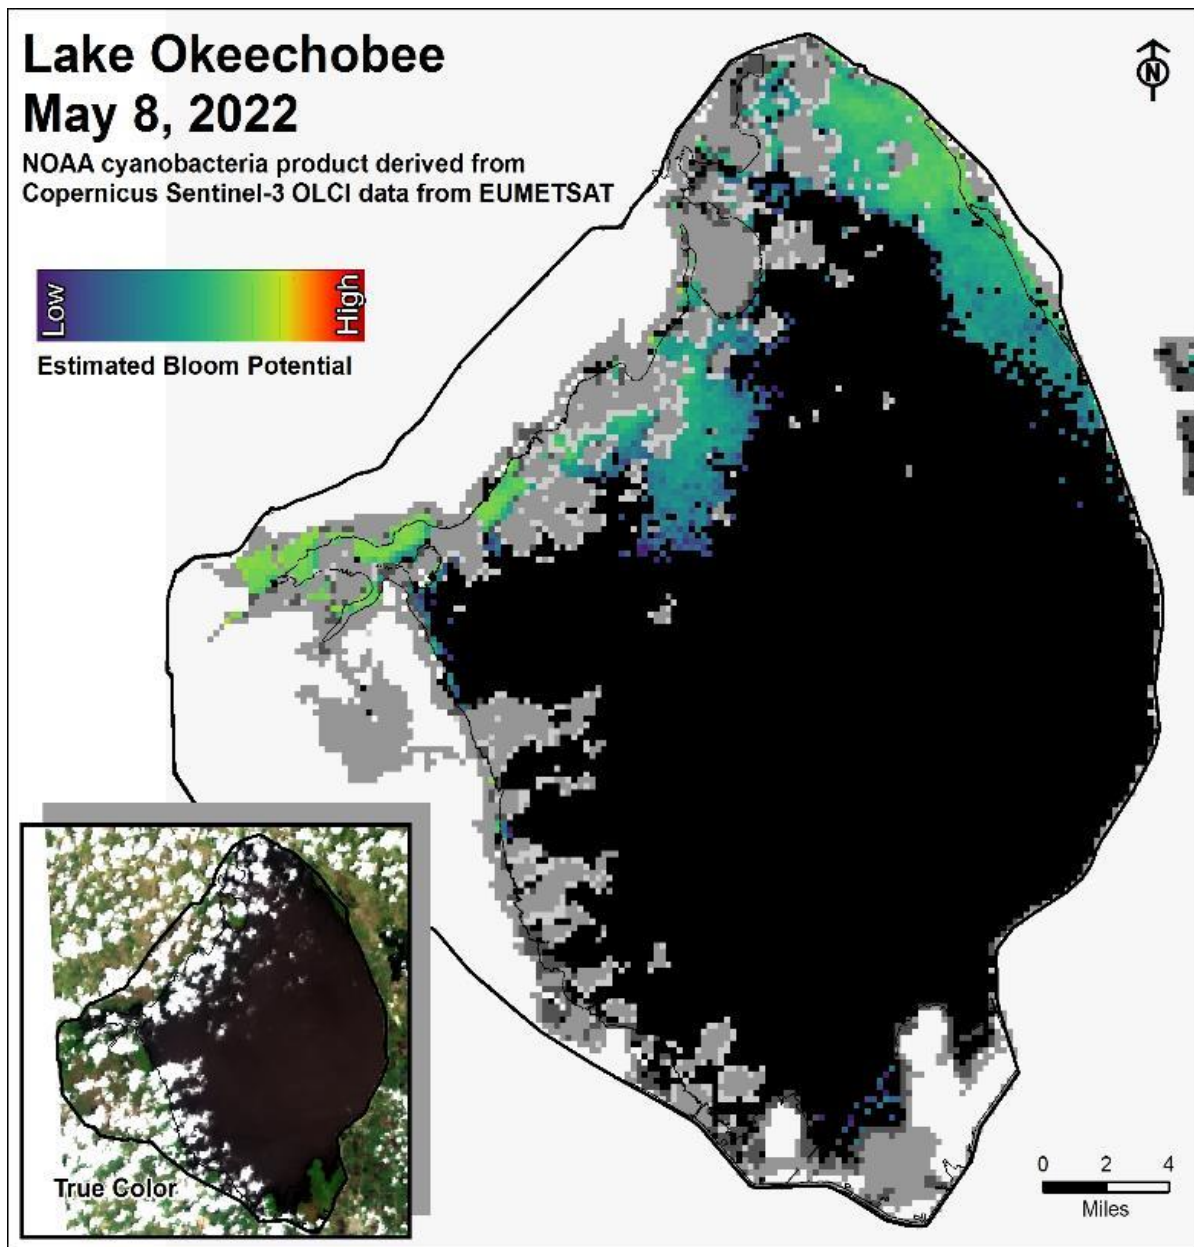 Lake Okeechobee
May 8, 2022
NOAA cyanobacteria product derived from
Copernicus Sentinel-3 OLCI data from EUMETSAT
N
Low
High
Estimated Bloom Potential
True Color
0 2 4
Miles